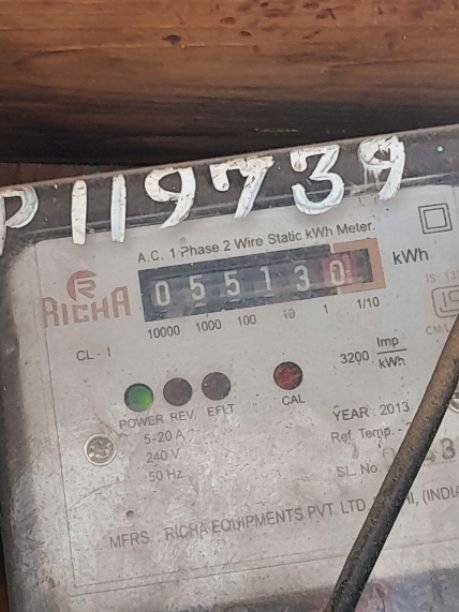 P119739
A.C. 1 Phase 2 Wire Static kWh Meter.
055130 kWh
RICHA
10000 1000 100 10 1 1/10
CL - 1
3200 Imp/kWh
POWER REV. EFLT CAL
5-20 A
240 V
50 Hz
YEAR : 2013
Ref. Temp.
SL. No.
MFRS. RICHA EQUIPMENTS PVT. LTD. (INDIA